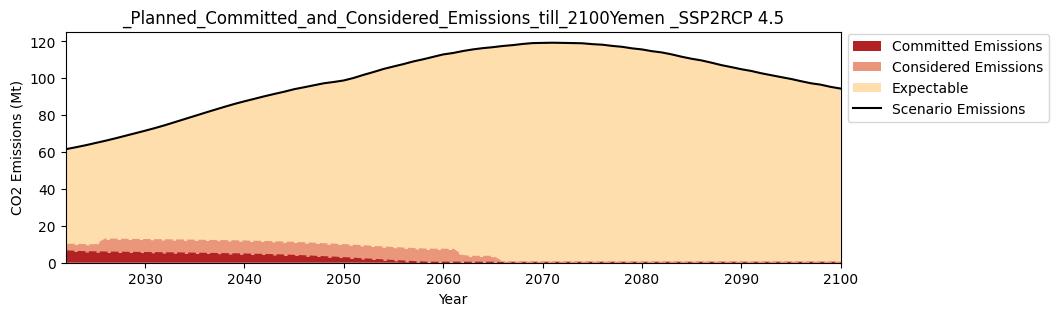 _Planned_Committed_and_Considered_Emissions_till_2100Yemen _SSP2RCP 4.5
CO2 Emissions (Mt)
120
100
80
60
40
20
0
2030 2040 2050 2060 2070 2080 2090 2100
Year
Committed Emissions
Considered Emissions
Expectable
Scenario Emissions